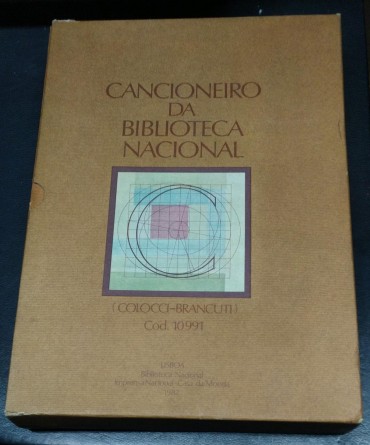 CANCIONEIRO
DA
BIBLIOTECA
NACIONAL
C
(COLOCCI-BRANCUTI)
Cod. 10991
LISBOA
Biblioteca Nacional
Imprensa Nacional-Casa da Moeda